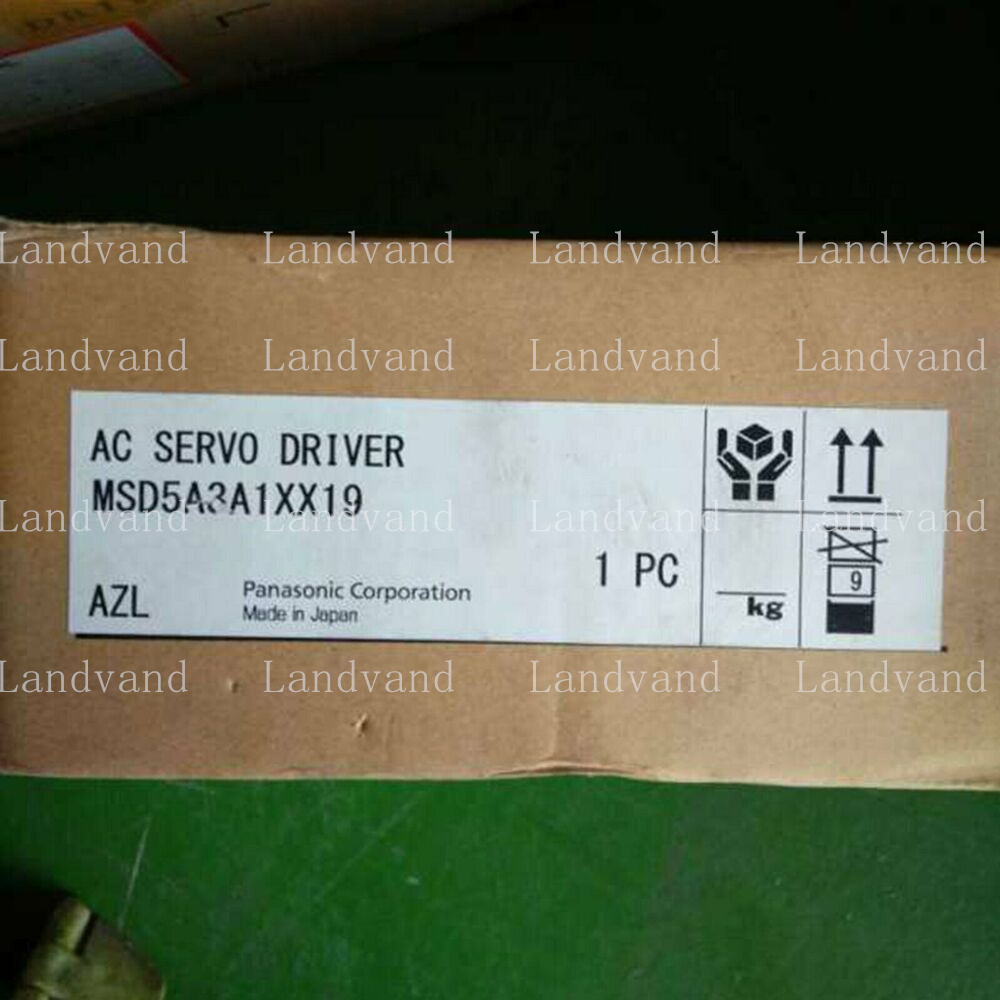 Landvand Landvand Landvand Landvand
Landvand Landvand Landvand Landvand
AC SERVO DRIVER
MSD5A3A1XX19
Landvand Landvand Landvand Landvand
1 PC
9
AZL
Panasonic Corporation
Made in Japan
kg
Landvand Landvand Landvand Landvand